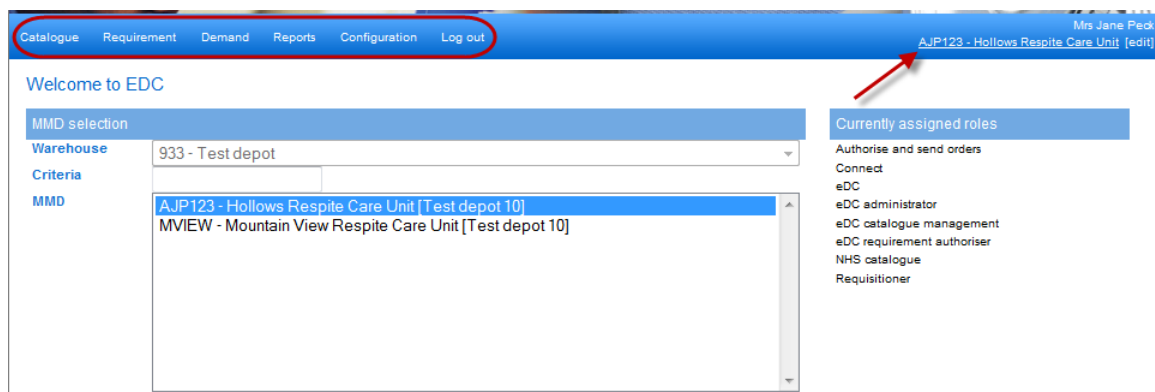 Mrs Jane Peck
Catalogue Requirement Demand Reports Configuration Log out
AJP123 - Hollows Respite Care Unit [edit]
Welcome to EDC
MMD selection
Warehouse 933 - Test depot
Criteria
MMD AJP123 - Hollows Respite Care Unit [Test depot 10]
MVIEW - Mountain View Respite Care Unit [Test depot 10]
Currently assigned roles
Authorise and send orders
Connect
eDC
eDC administrator
eDC catalogue management
eDC requirement authoriser
NHS catalogue
Requisitioner